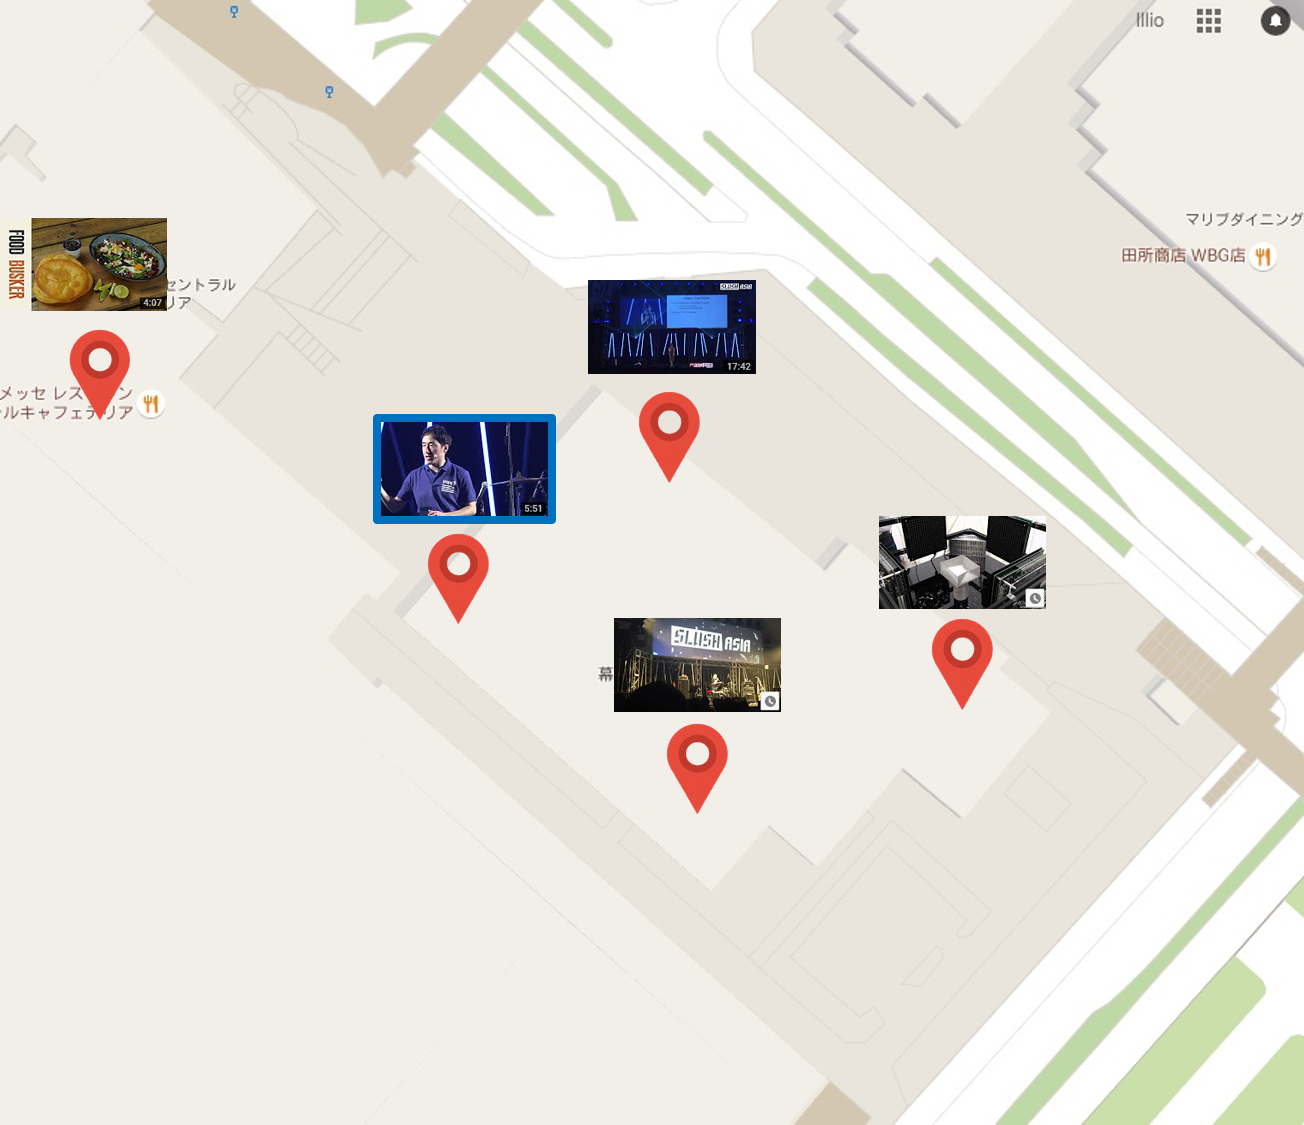 Illio
マリブダイニング
田所商店 WBG店
FOOD BUSKER
4:07
セントラル
リア
SLUSH ASIA
17:42
メッセ レス
ルキャフェテリア
5:51
幕
SLUSH ASIA